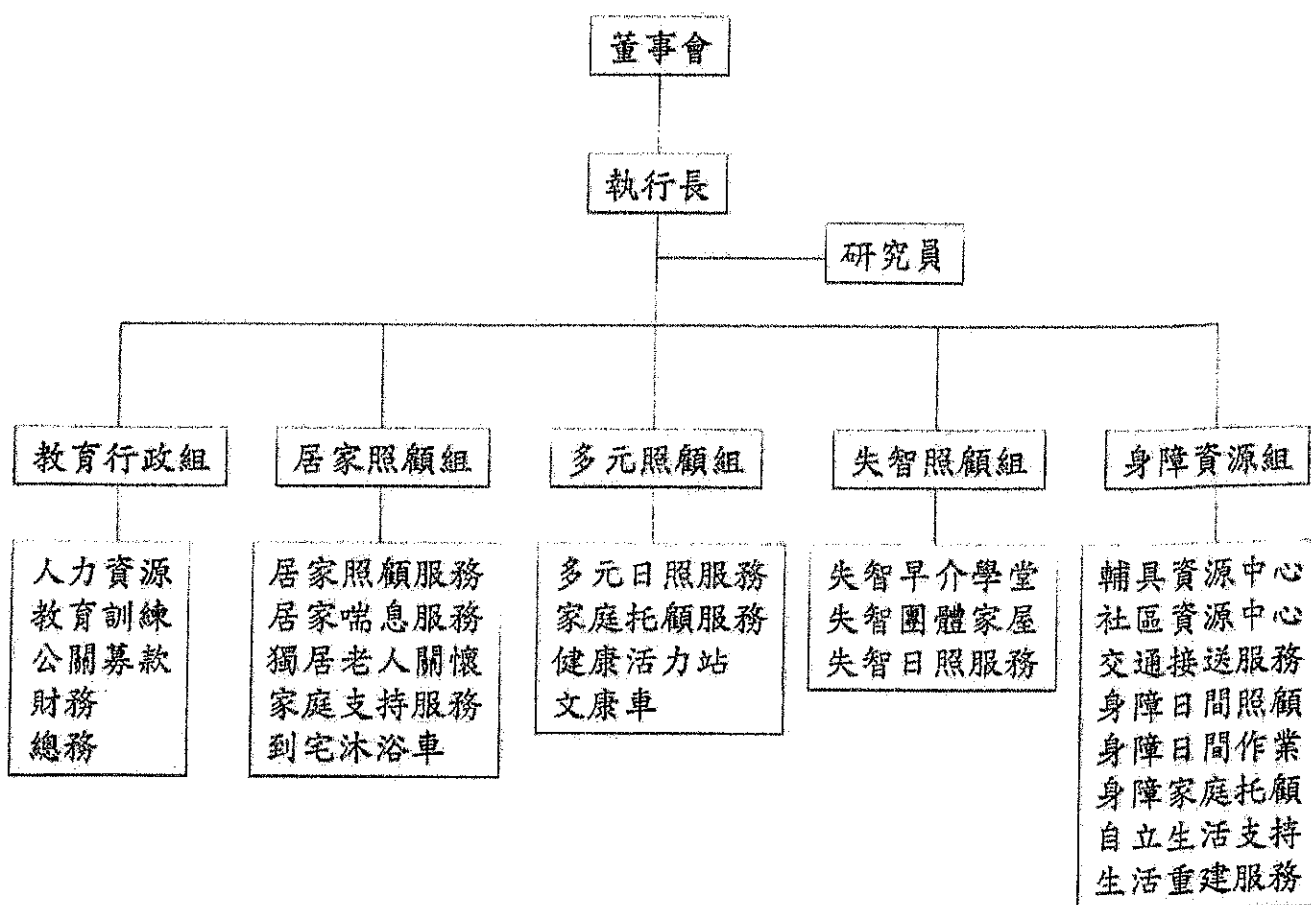 董事會
執行長
研究員
教育行政組
居家照顧組
多元照顧組
失智照顧組
身障資源組
人力資源
教育訓練
公關募款
財務
總務
居家照顧服務
居家喘息服務
獨居老人關懷
家庭支持服務
到宅沐浴車
多元日照服務
家庭托顧服務
健康活力站
文康車
失智早介學堂
失智團體家屋
失智日照服務
輔具資源中心
社區資源中心
交通接送服務
身障日間照顧
身障日間作業
身障家庭托顧
自立生活支持
生活重建服務